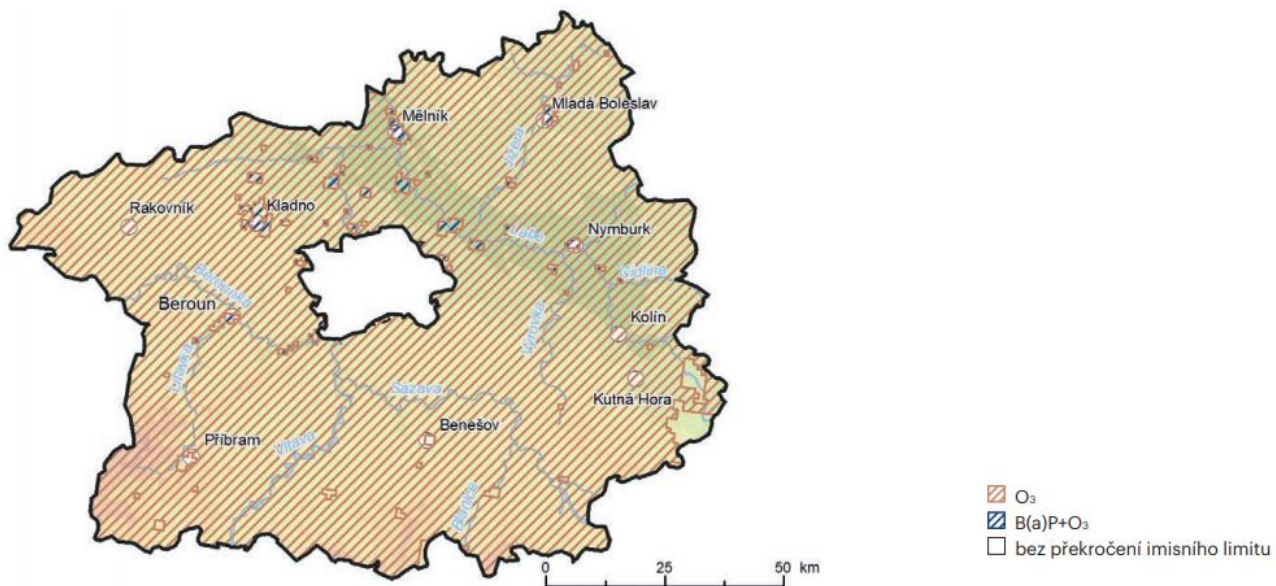 Mladá Boleslav
Mělník
Jizera
Rakovník
Kladno
Nymburk
Labe
Cidlina
Berounka
Beroun
Kolín
Výrovka
Litavka
Sázava
Kutná Hora
Benešov
Příbram
Vltava
Blanice
O₃
B(a)P+O₃
bez překročení imisního limitu
0 25 50 km